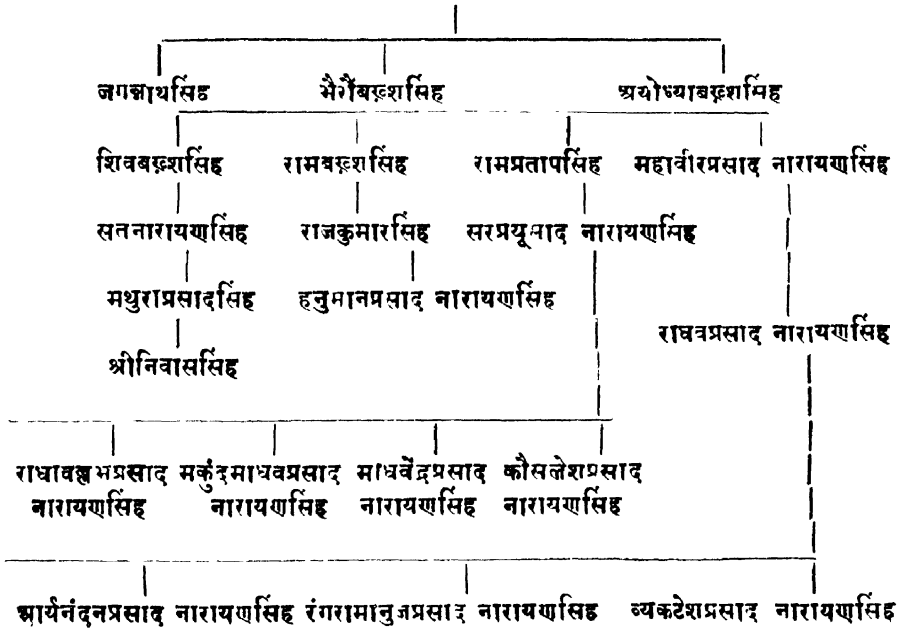 जगन्नाथसिंह भैरौंबख़्शसिंह अयोध्याबख़्शसिंह
शिवबख़्शसिंह रामबख़्शसिंह रामप्रतापसिंह महावीरप्रसाद नारायणसिंह
सतनारायणसिंह राजकुमारसिंह सरप्रयूसाद नारायणसिंह
मथुराप्रसादसिंह हनुमानप्रसाद नारायणसिंह
राघवप्रसाद नारायणसिंह
श्रीनिवाससिंह
राधावल्लभप्रसाद मकुंदमाधवप्रसाद माधवेंद्रप्रसाद कौसलेशप्रसाद
नारायणसिंह नारायणसिंह नारायणसिंह नारायणसिंह
आर्यनंदनप्रसाद नारायणसिंह रंगरामानुजप्रसाद नारायणसिंह व्यकटेशप्रसाद नारायणसिंह